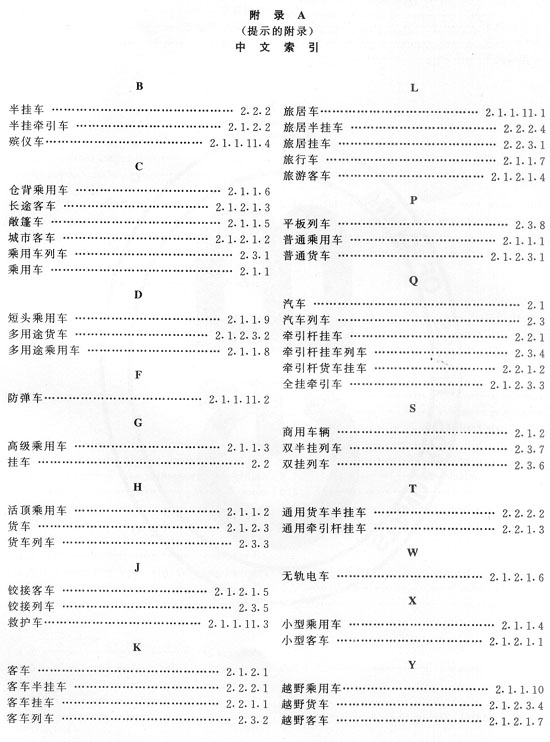 附 录 A
(提示的附录)
中 文 索 引
B
半挂车 …… 2.2.2
半挂牵引车 …… 2.1.2.2
殡仪车 …… 2.1.1.11.4
C
仓背乘用车 …… 2.1.1.6
长途客车 …… 2.1.2.1.3
敞篷车 …… 2.1.1.5
城市客车 …… 2.1.2.1.2
乘用车列车 …… 2.3.1
乘用车 …… 2.1.1
D
短头乘用车 …… 2.1.1.9
多用途货车 …… 2.1.2.3.2
多用途乘用车 …… 2.1.1.8
F
防弹车 …… 2.1.1.11.2
G
高级乘用车 …… 2.1.1.3
挂车 …… 2.2
H
活顶乘用车 …… 2.1.1.2
货车 …… 2.1.2.3
货车列车 …… 2.3.3
J
铰接客车 …… 2.1.2.1.5
铰接列车 …… 2.3.5
救护车 …… 2.1.1.11.3
K
客车 …… 2.1.2.1
客车半挂车 …… 2.2.2.1
客车挂车 …… 2.2.1.1
客车列车 …… 2.3.2
L
旅居车 …… 2.1.1.11.1
旅居半挂车 …… 2.2.2.4
旅居挂车 …… 2.2.3.1
旅行车 …… 2.1.1.7
旅游客车 …… 2.1.2.1.4
P
平板列车 …… 2.3.8
普通乘用车 …… 2.1.1.1
普通货车 …… 2.1.2.3.1
Q
汽车 …… 2.1
汽车列车 …… 2.3
牵引杆挂车 …… 2.2.1
牵引杆挂车列车 …… 2.3.4
牵引杆货车挂车 …… 2.2.1.2
全挂牵引车 …… 2.1.2.3.3
S
商用车辆 …… 2.1.2
双半挂列车 …… 2.3.7
双挂列车 …… 2.3.6
T
通用货车半挂车 …… 2.2.2.2
通用牵引杆挂车 …… 2.2.1.3
W
无轨电车 …… 2.1.2.1.6
X
小型乘用车 …… 2.1.1.4
小型客车 …… 2.1.2.1.1
Y
越野乘用车 …… 2.1.1.10
越野货车 …… 2.1.2.3.4
越野客车 …… 2.1.2.1.7